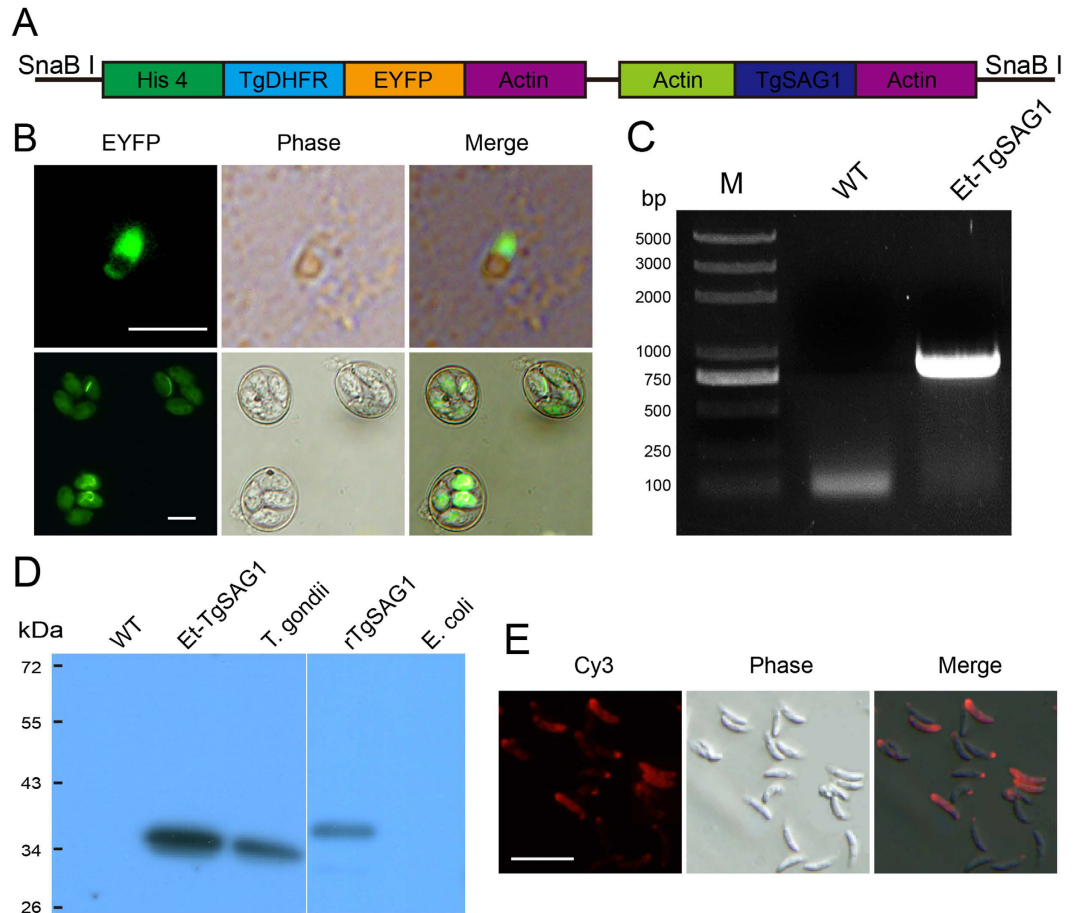 A
SnaB I His 4 TgDHFR EYFP Actin Actin TgSAG1 Actin SnaB I
B
EYFP Phase Merge
C
bp M WT Et-TgSAG1
5000
3000
2000
1000
750
500
250
100
D
kDa WT Et-TgSAG1 T. gondii rTgSAG1 E. coli
72
55
43
34
26
E
Cy3 Phase Merge